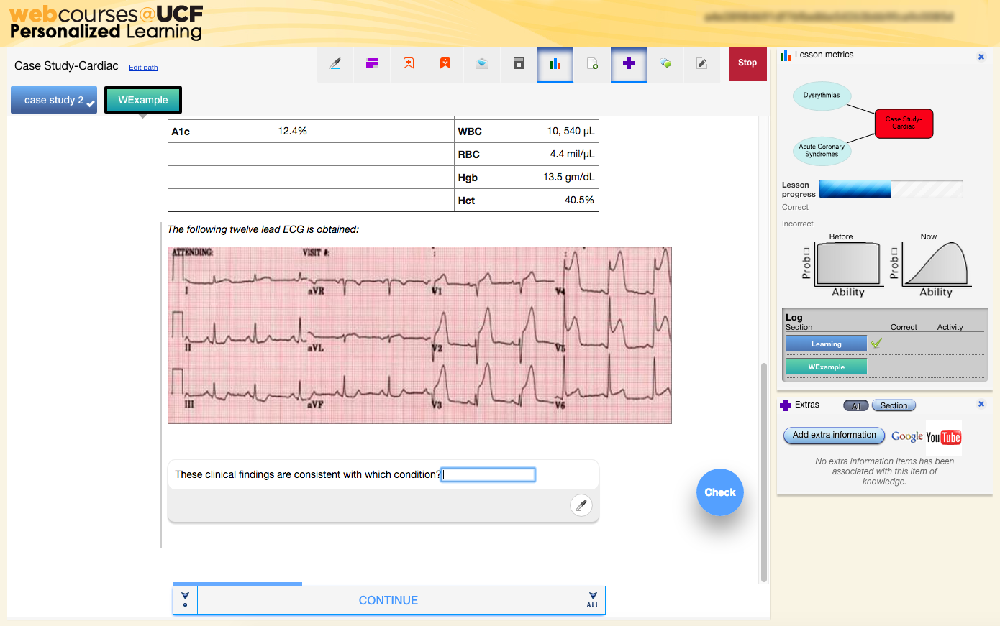 webcourses@UCF
Personalized Learning
Case Study-Cardiac Edit path
Stop
case study 2
WExample
A1c 12.4% WBC 10, 540 µL
RBC 4.4 mil/µL
Hgb 13.5 gm/dL
Hct 40.5%
The following twelve lead ECG is obtained:
ATTENDING: VISIT #:
I aVR V1 V4
II aVL V2 V5
III aVF V3 V6
These clinical findings are consistent with which condition?
Check
CONTINUE
ALL
Lesson metrics
Dysrythmias
Case Study-
Cardiac
Acute Coronary
Syndromes
Lesson
progress
Correct
Incorrect
Before Now
Prob Prob
Ability Ability
Log
Section Correct Activity
Learning
WExample
Extras All Section
Add extra information Google YouTube
No extra information items has been
associated with this item of
knowledge.